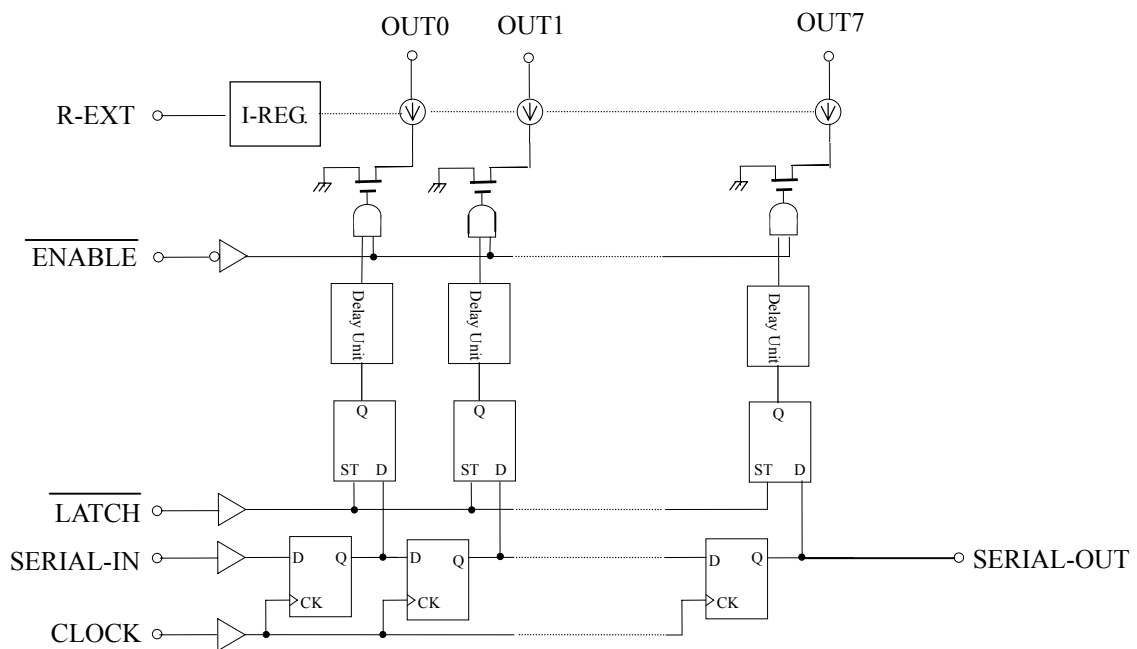 OUT0 OUT1 OUT7
R-EXT I-REG.
ENABLE
Delay Unit Delay Unit Delay Unit
Q Q Q
ST D ST D ST D
LATCH
SERIAL-IN D Q D Q D Q SERIAL-OUT
CK CK CK
CLOCK